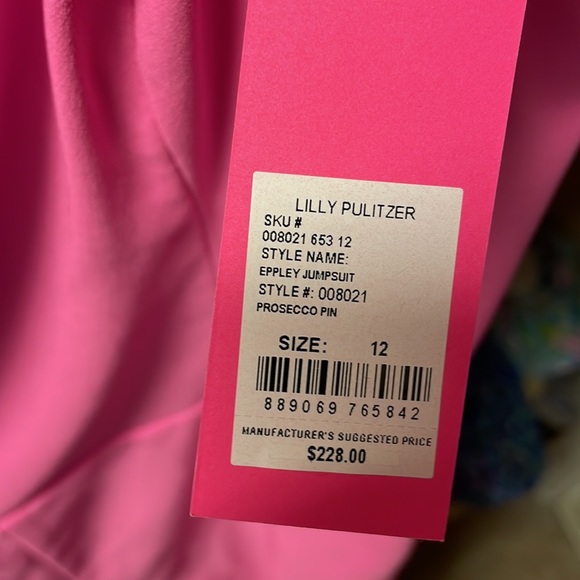 LILLY PULITZER
SKU #
008021 653 12
STYLE NAME:
EPPLEY JUMPSUIT
STYLE #: 008021
PROSECCO PIN
SIZE: 12
889069 765842
MANUFACTURER'S SUGGESTED PRICE
$228.00